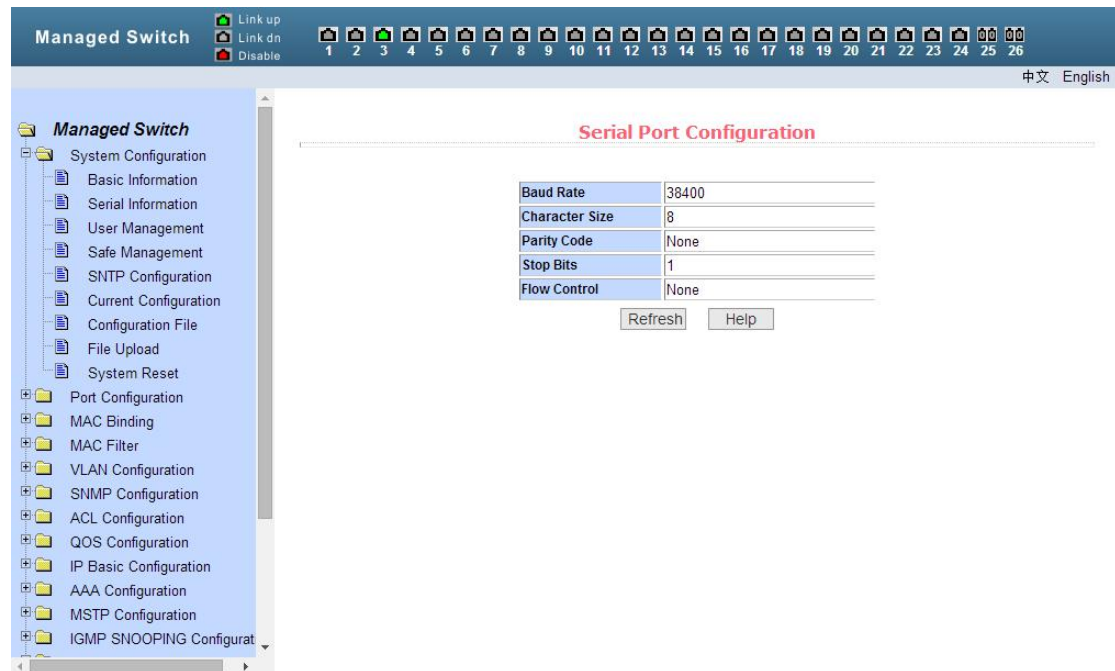 Managed Switch
Link up
Link dn
Disable
1 2 3 4 5 6 7 8 9 10 11 12 13 14 15 16 17 18 19 20 21 22 23 24 25 26
中文 English
Managed Switch
System Configuration
Basic Information
Serial Information
User Management
Safe Management
SNTP Configuration
Current Configuration
Configuration File
File Upload
System Reset
Port Configuration
MAC Binding
MAC Filter
VLAN Configuration
SNMP Configuration
ACL Configuration
QOS Configuration
IP Basic Configuration
AAA Configuration
MSTP Configuration
IGMP SNOOPING Configurat
Serial Port Configuration
Baud Rate 38400
Character Size 8
Parity Code None
Stop Bits 1
Flow Control None
Refresh Help